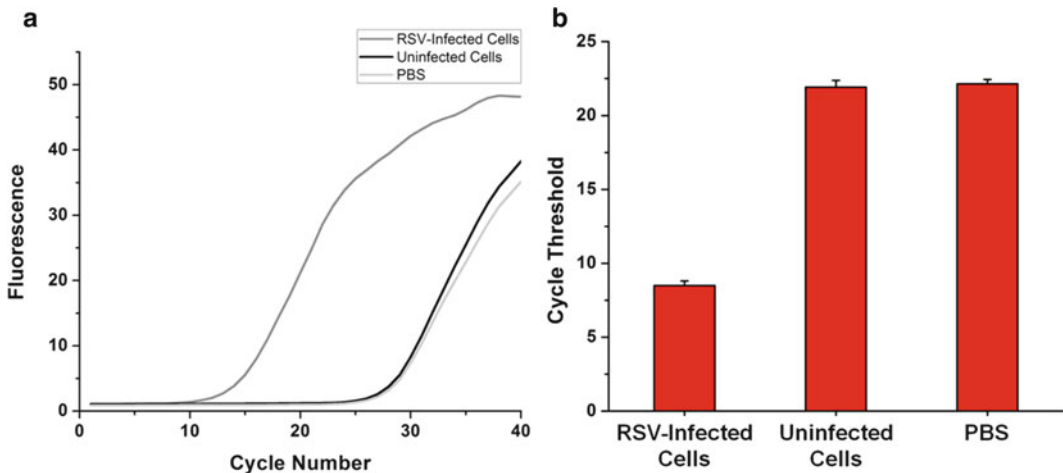 a
RSV-Infected Cells
Uninfected Cells
PBS
50
40
30
20
10
0
Fluorescence
0
10
20
30
40
Cycle Number
b
25
20
15
10
5
0
Cycle Threshold
RSV-Infected
Cells
Uninfected
Cells
PBS